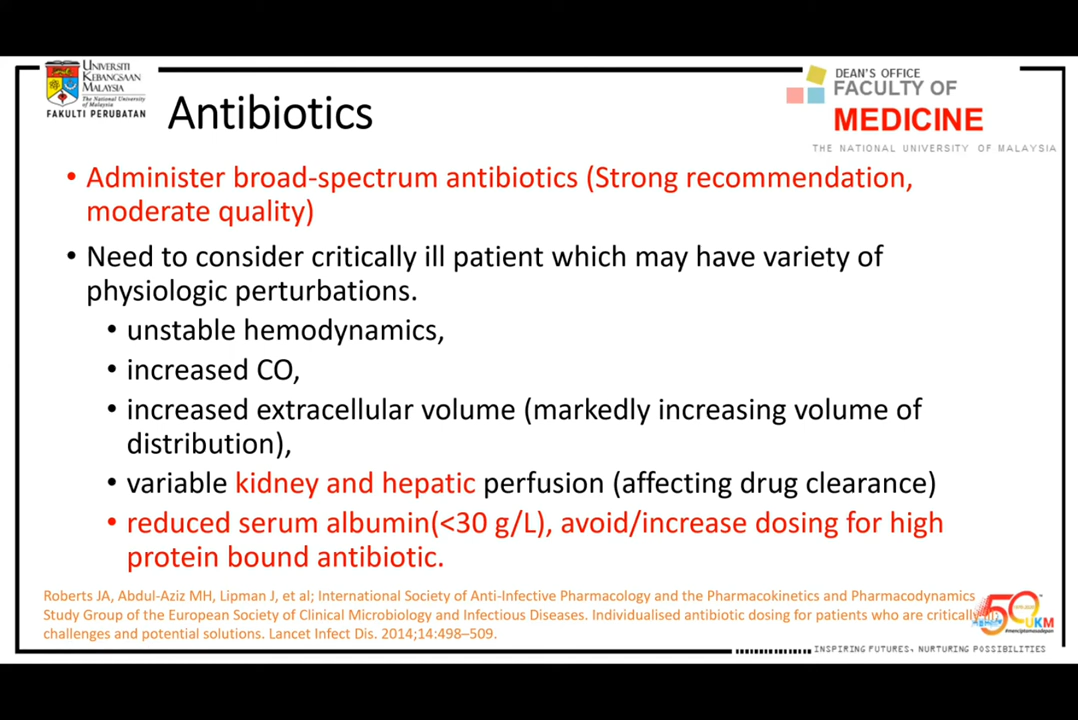 UNIVERSITI
KEBANGSAAN
MALAYSIA
The National University
of Malaysia
FAKULTI PERUBATAN
DEAN'S OFFICE
FACULTY OF
MEDICINE
THE NATIONAL UNIVERSITY OF MALAYSIA
Antibiotics
• Administer broad-spectrum antibiotics (Strong recommendation,
moderate quality)
• Need to consider critically ill patient which may have variety of
physiologic perturbations.
• unstable hemodynamics,
• increased CO,
• increased extracellular volume (markedly increasing volume of
distribution),
• variable kidney and hepatic perfusion (affecting drug clearance)
• reduced serum albumin(<30 g/L), avoid/increase dosing for high
protein bound antibiotic.
Roberts JA, Abdul-Aziz MH, Lipman J, et al; International Society of Anti-Infective Pharmacology and the Pharmacokinetics and Pharmacodynamics
Study Group of the European Society of Clinical Microbiology and Infectious Diseases. Individualised antibiotic dosing for patients who are critically
challenges and potential solutions. Lancet Infect Dis. 2014;14:498–509.
50
UKM
INSPIRING FUTURES, NURTURING POSSIBILITIES